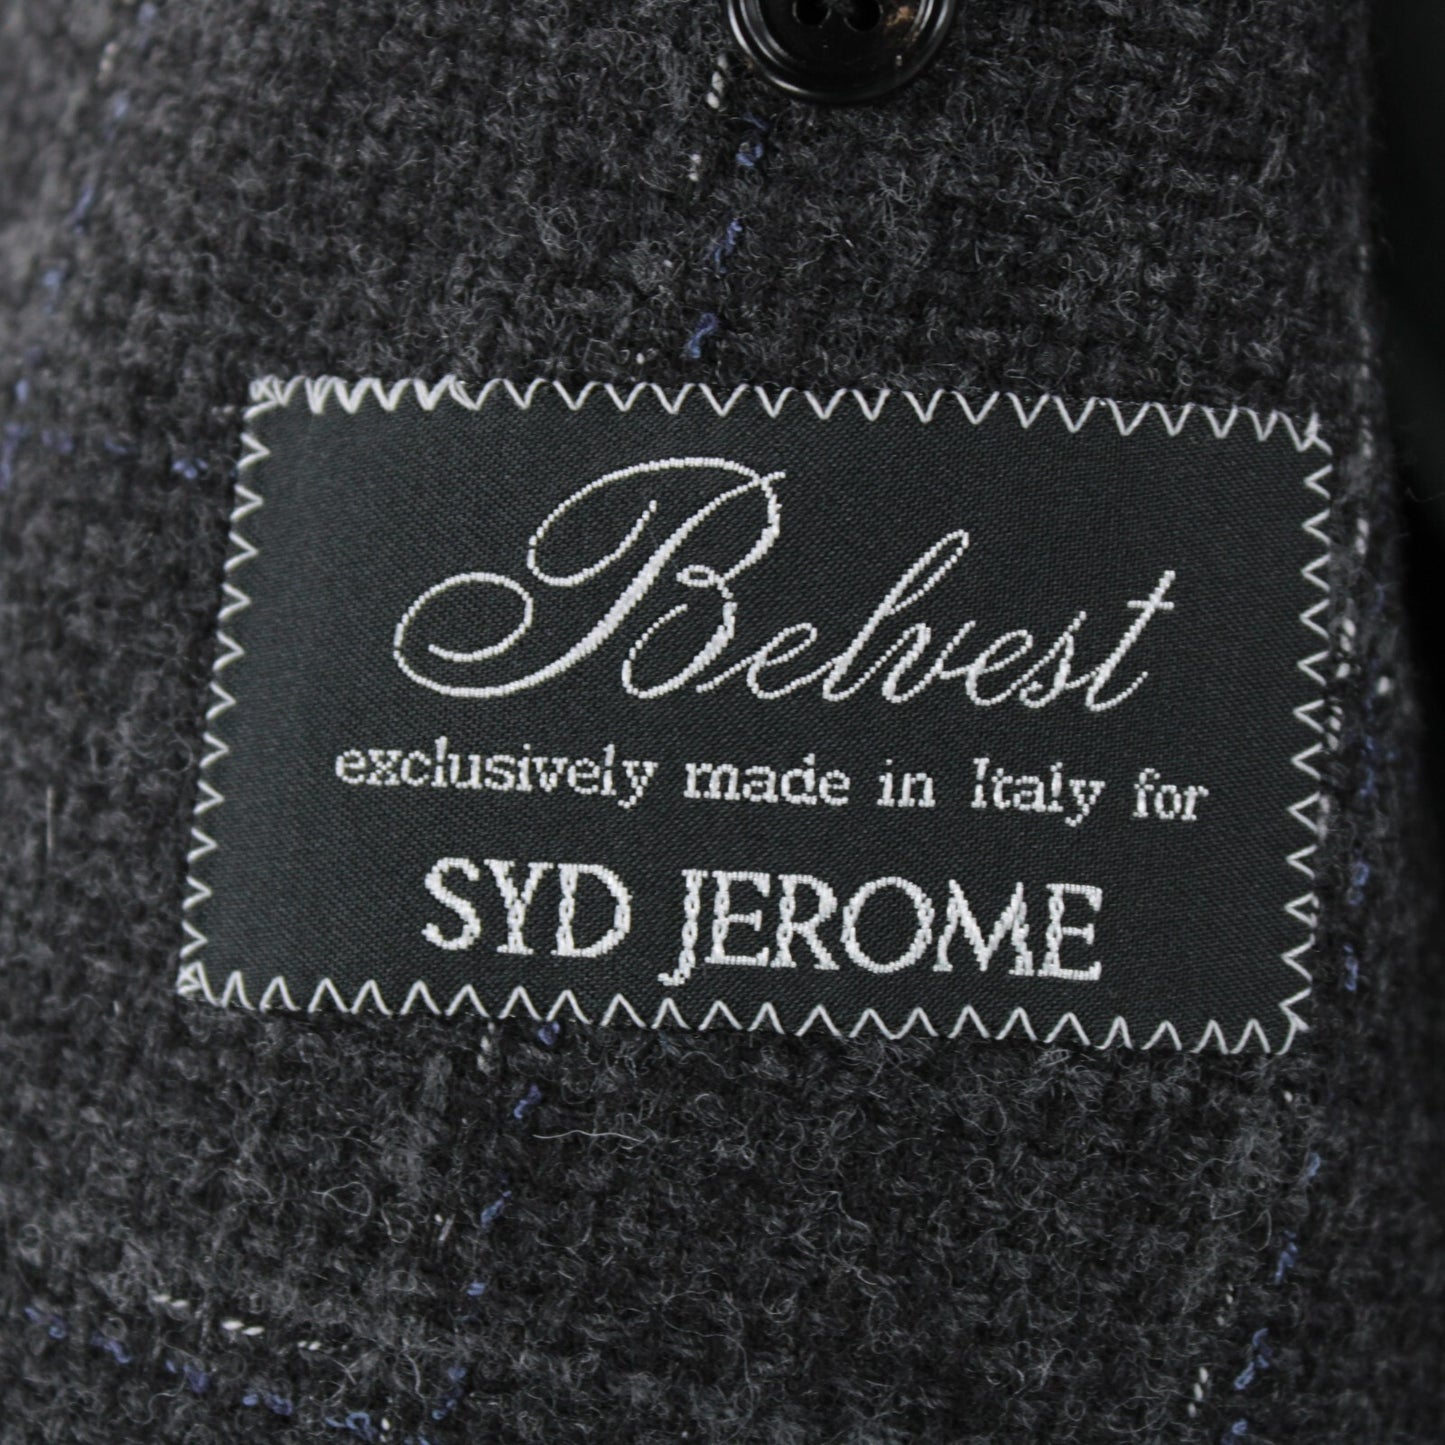 Belvest
exclusively made in Italy for
SYD JEROME